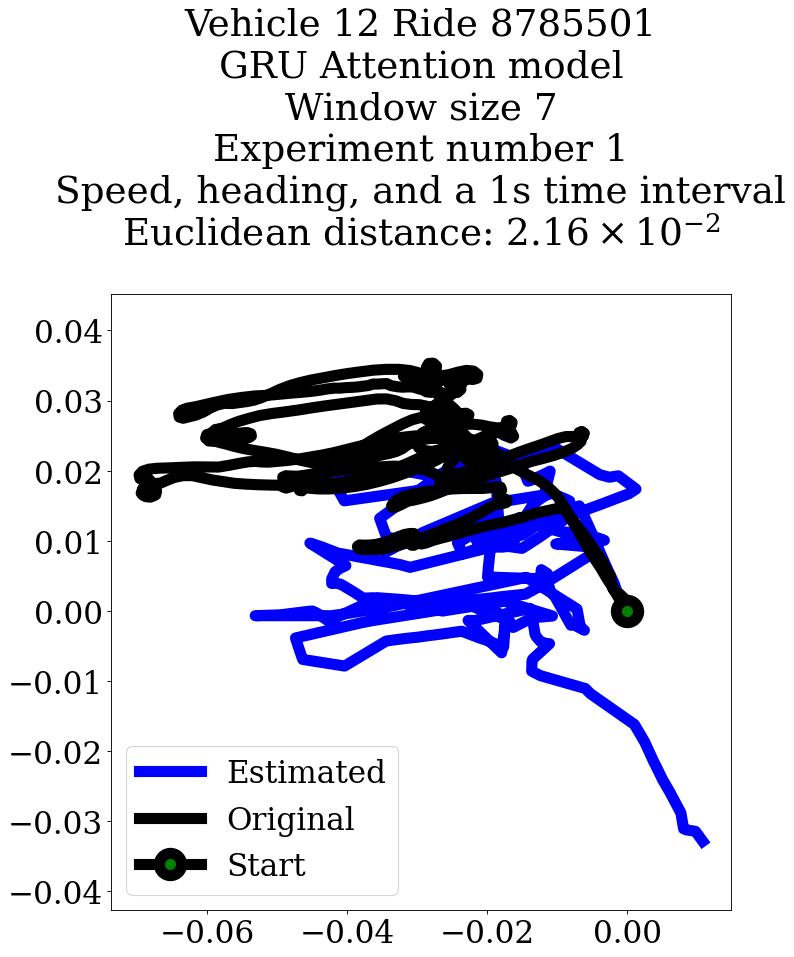 Vehicle 12 Ride 8785501
GRU Attention model
Window size 7
Experiment number 1
Speed, heading, and a 1s time interval
Euclidean distance: 2.16 × 10⁻²
0.04
0.03
0.02
0.01
0.00
−0.01
−0.02
−0.03
−0.04
Estimated
Original
Start
−0.06 −0.04 −0.02 0.00